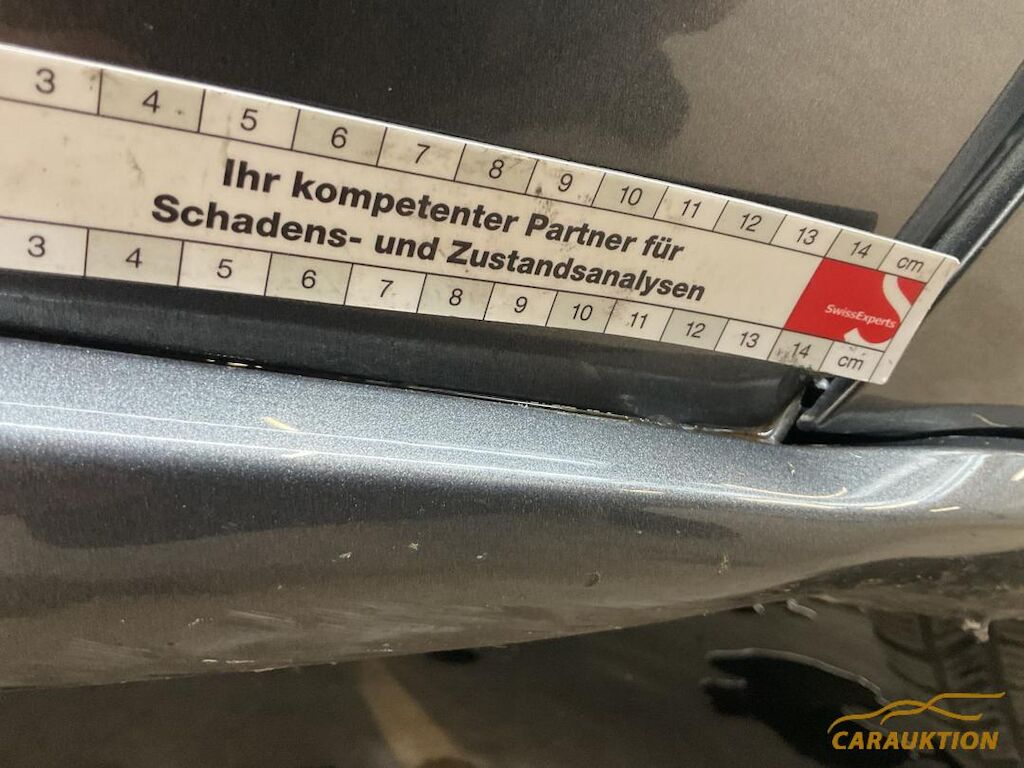 3 4 5 6 7 8 9 10 11 12 13 14 cm
Ihr kompetenter Partner für
Schadens- und Zustandsanalysen
SwissExperts
3 4 5 6 7 8 9 10 11 12 13 14 cm
CARAUKTION